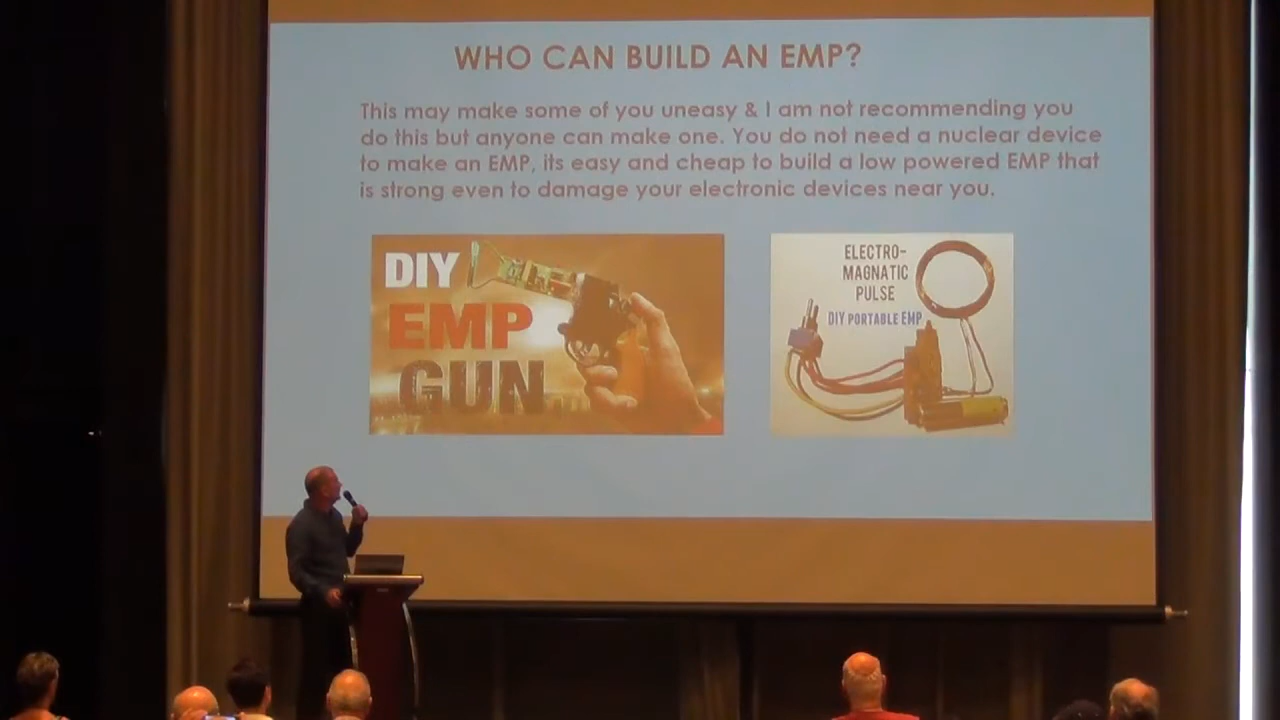 WHO CAN BUILD AN EMP?
This may make some of you uneasy & I am not recommending you
do this but anyone can make one. You do not need a nuclear device
to make an EMP, its easy and cheap to build a low powered EMP that
is strong even to damage your electronic devices near you.
DIY
EMP
GUN
ELECTRO-
MAGNATIC
PULSE
DIY PORTABLE EMP